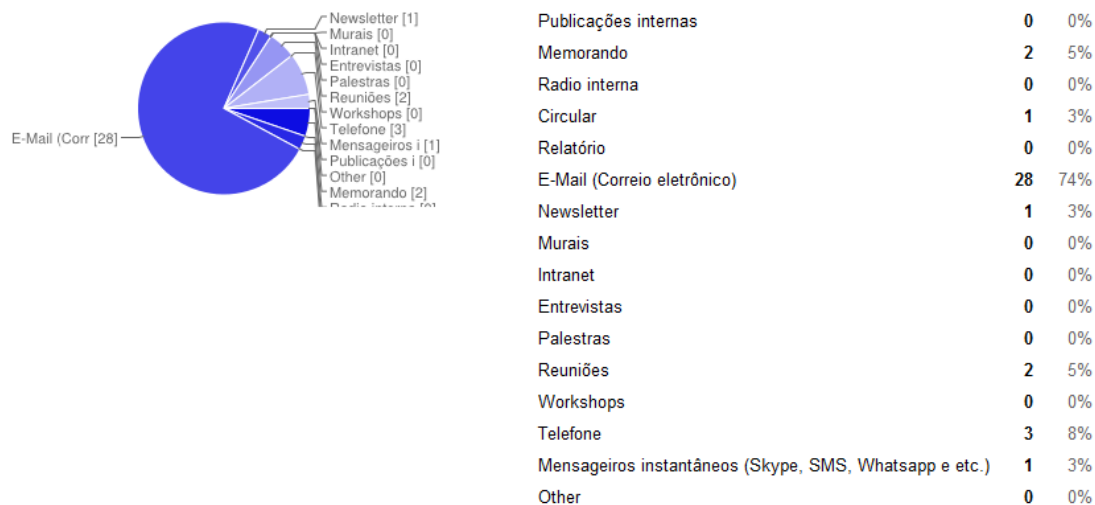 Newsletter [1]
Murais [0]
Intranet [0]
Entrevistas [0]
Palestras [0]
Reuniões [2]
Workshops [0]
Telefone [3]
Mensageiros i [1]
Publicações i [0]
Other [0]
Memorando [2]
Radio interna [0]
E-Mail (Corr [28]
Publicações internas 0 0%
Memorando 2 5%
Radio interna 0 0%
Circular 1 3%
Relatório 0 0%
E-Mail (Correio eletrônico) 28 74%
Newsletter 1 3%
Murais 0 0%
Intranet 0 0%
Entrevistas 0 0%
Palestras 0 0%
Reuniões 2 5%
Workshops 0 0%
Telefone 3 8%
Mensageiros instantâneos (Skype, SMS, Whatsapp e etc.) 1 3%
Other 0 0%